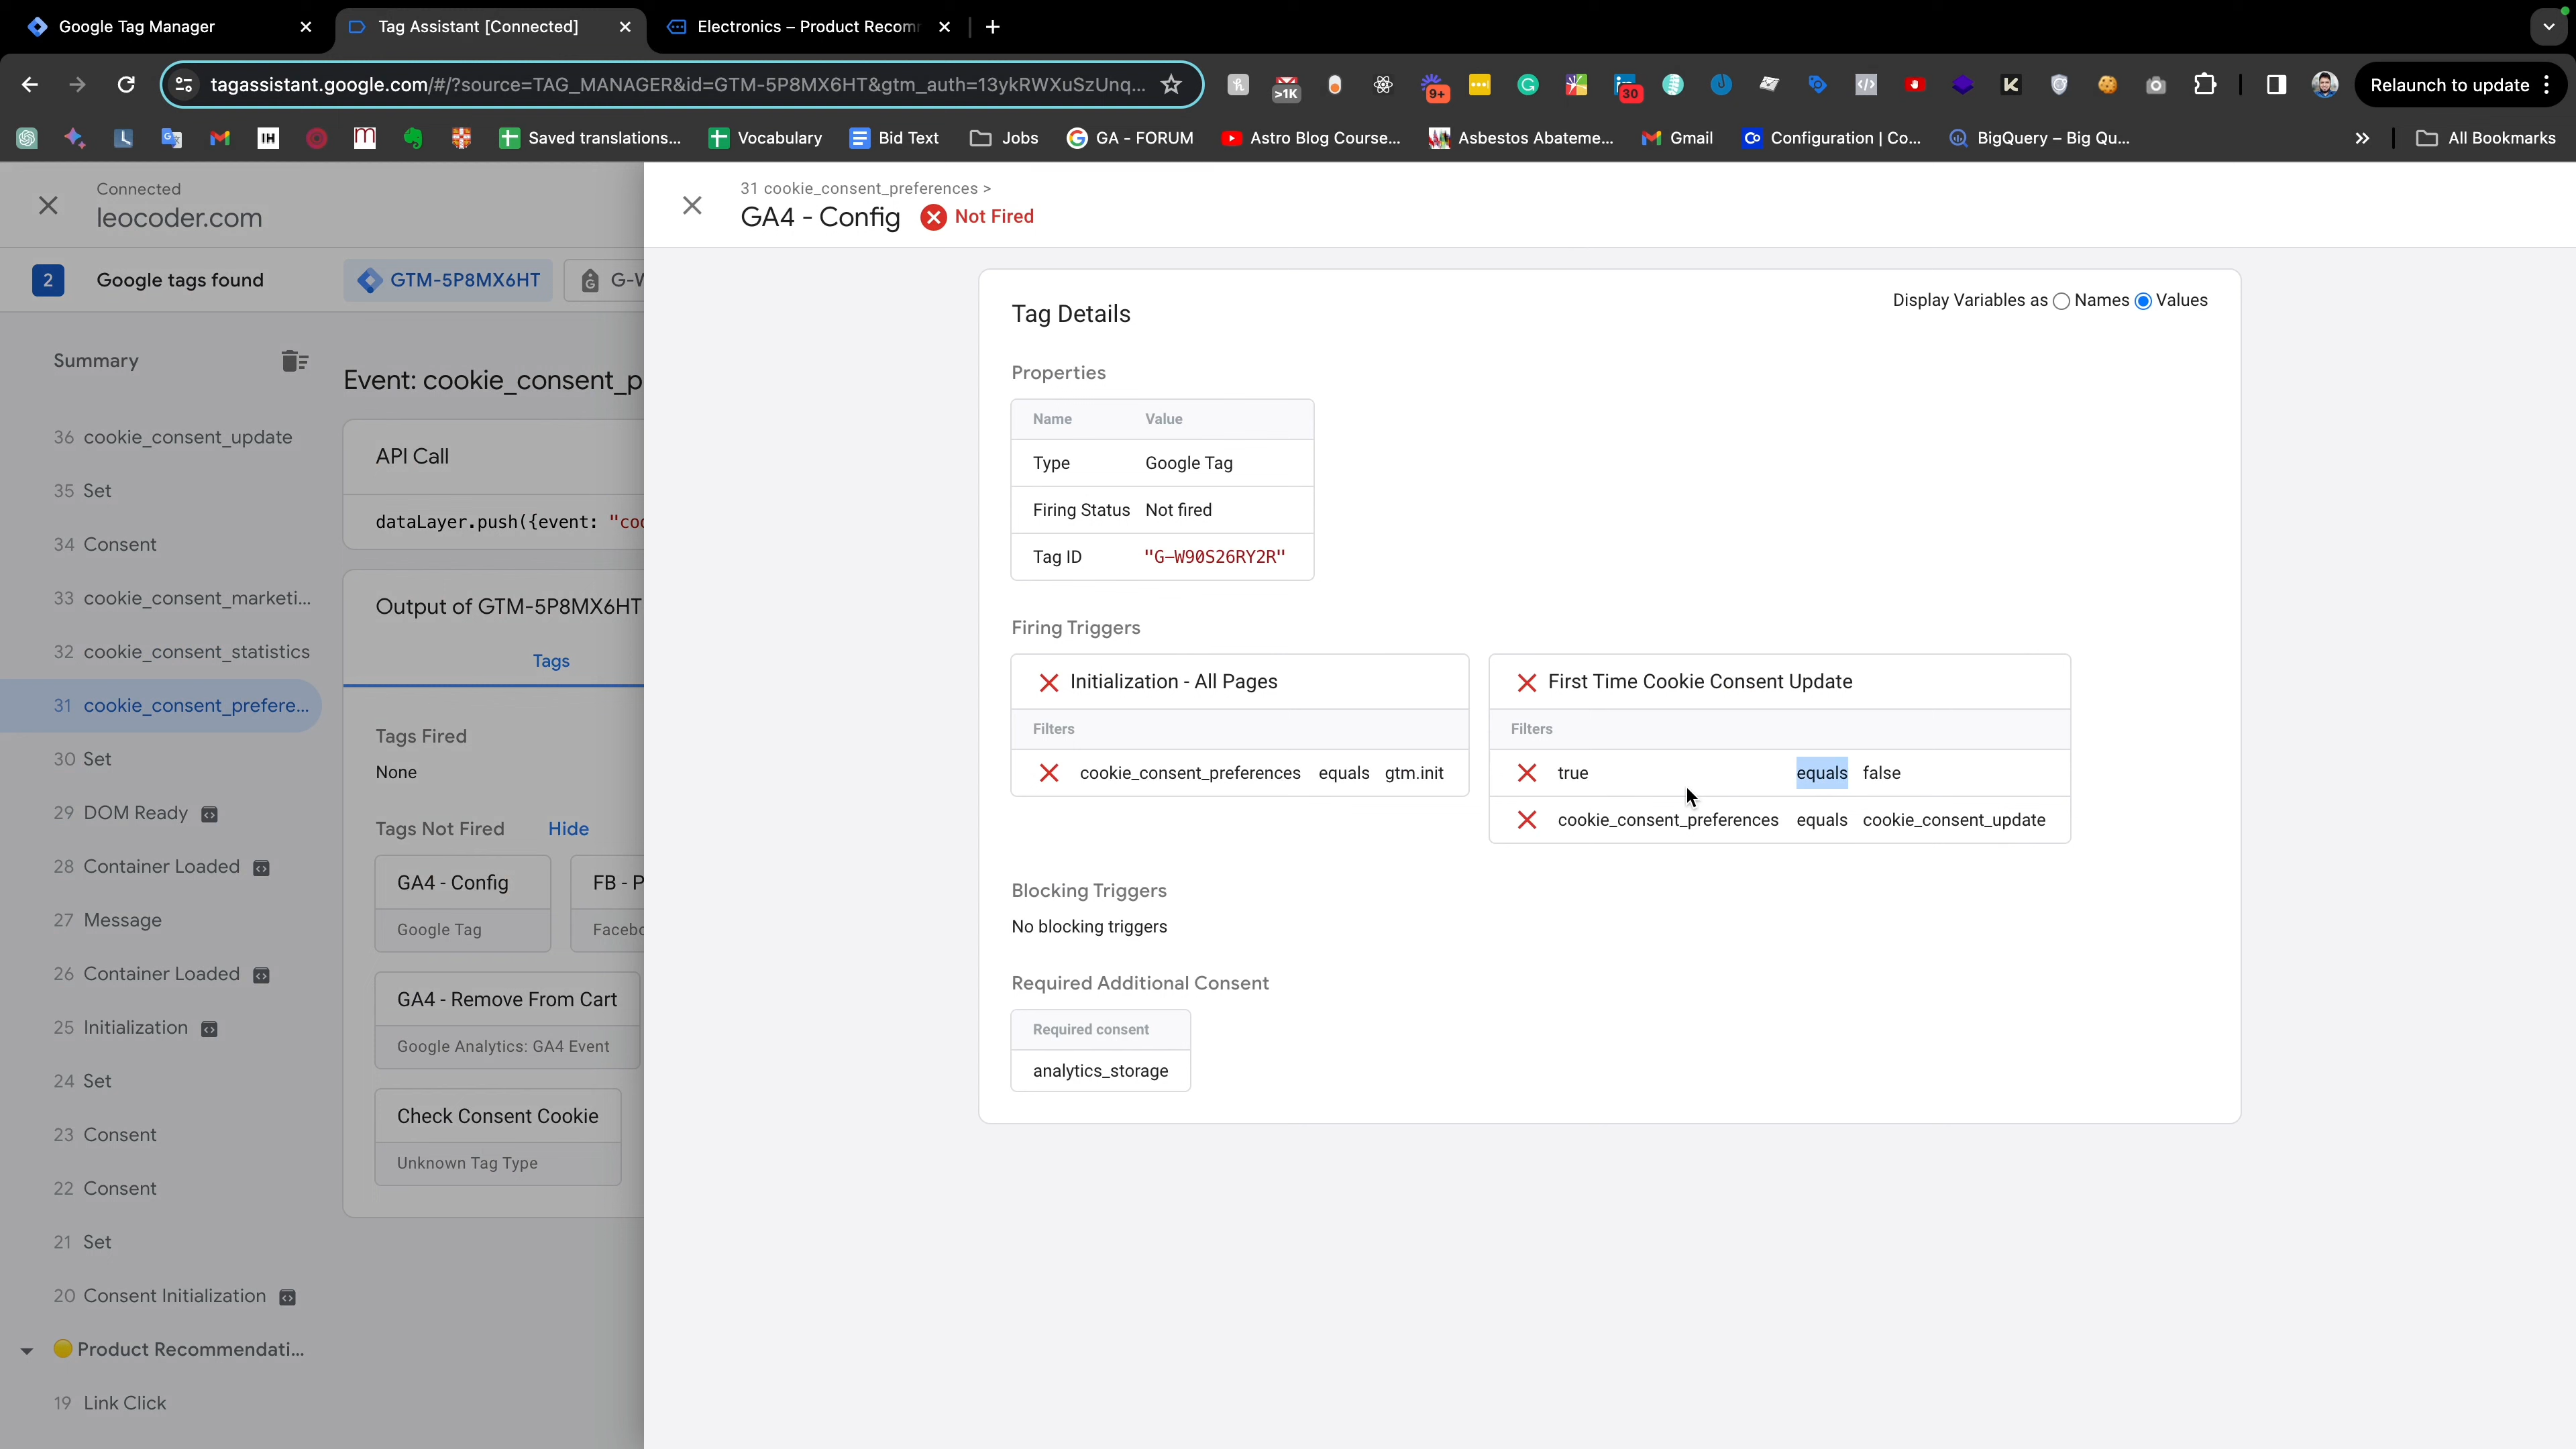 Google Tag Manager
Tag Assistant [Connected]
Electronics – Product Recom
tagassistant.google.com/#/?source=TAG_MANAGER&id=GTM-5P8MX6HT&gtm_auth=13ykRWXuSzUnq...
>1K
9+
30
Relaunch to update
IH
Saved translations...
Vocabulary
Bid Text
Jobs
GA - FORUM
Astro Blog Course...
Asbestos Abateme...
Gmail
Configuration | Co...
BigQuery – Big Qu...
All Bookmarks
Connected
leocoder.com
31 cookie_consent_preferences >
GA4 - Config
Not Fired
2
Google tags found
GTM-5P8MX6HT
Summary
36 cookie_consent_update
35 Set
34 Consent
33 cookie_consent_marketi...
32 cookie_consent_statistics
31 cookie_consent_prefere...
30 Set
29 DOM Ready
28 Container Loaded
27 Message
26 Container Loaded
25 Initialization
24 Set
23 Consent
22 Consent
21 Set
20 Consent Initialization
Product Recommendati...
19 Link Click
Event: cookie_consent_p
API Call
dataLayer.push({event: "coo
Output of GTM-5P8MX6HT
Tags
Tags Fired
None
Tags Not Fired
Hide
GA4 - Config
Google Tag
FB - P
Facebo
GA4 - Remove From Cart
Google Analytics: GA4 Event
Check Consent Cookie
Unknown Tag Type
Tag Details
Display Variables as Names Values
Properties
Name Value
Type Google Tag
Firing Status Not fired
Tag ID "G-W90S26RY2R"
Firing Triggers
Initialization - All Pages
Filters
cookie_consent_preferences equals gtm.init
First Time Cookie Consent Update
Filters
true equals false
cookie_consent_preferences equals cookie_consent_update
Blocking Triggers
No blocking triggers
Required Additional Consent
Required consent
analytics_storage